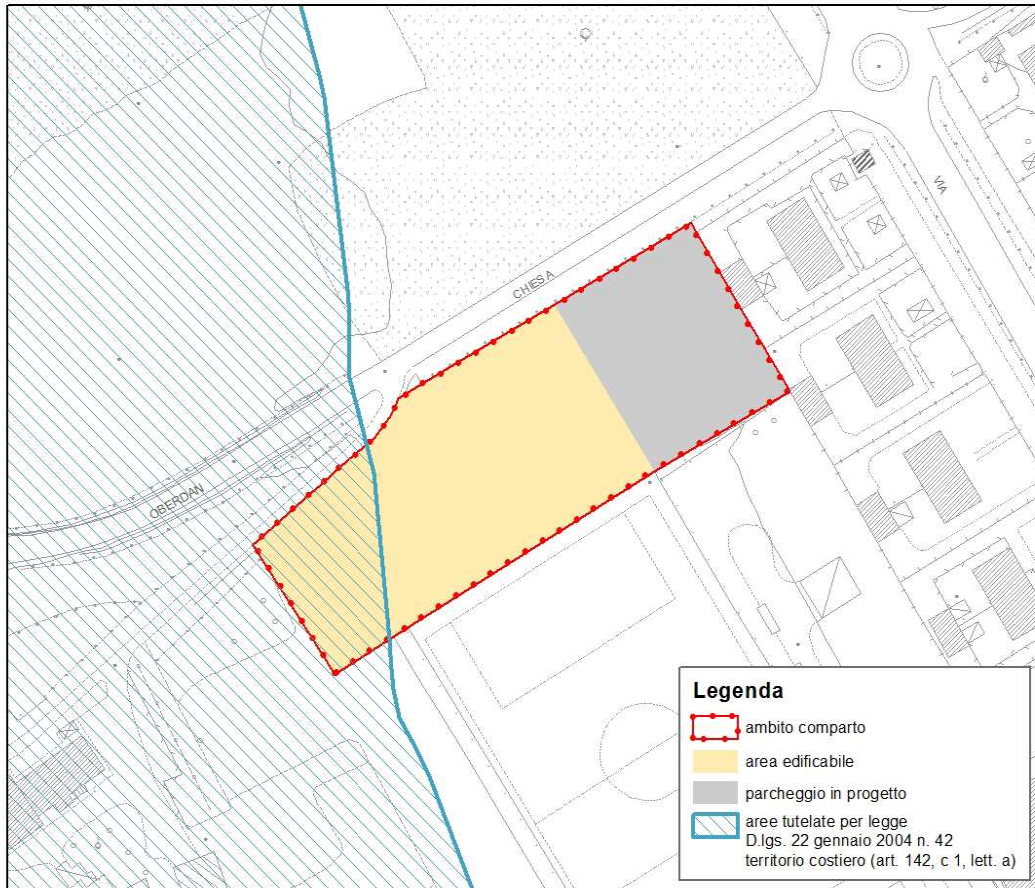 VIA
CHIESA
OBERDAN
Legenda
ambito comparto
area edificabile
parcheggio in progetto
aree tutelate per legge
D.lgs. 22 gennaio 2004 n. 42
territorio costiero (art. 142, c 1, lett. a)